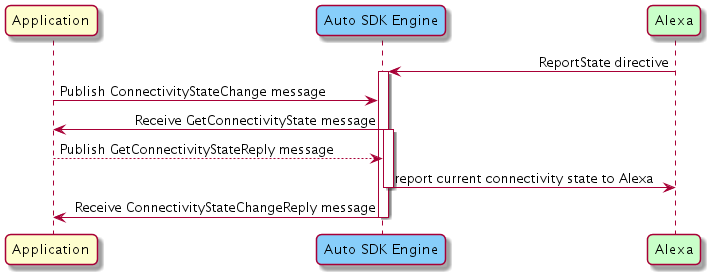 Application
Auto SDK Engine
Alexa
ReportState directive
Publish ConnectivityStateChange message
Receive GetConnectivityState message
Publish GetConnectivityStateReply message
report current connectivity state to Alexa
Receive ConnectivityStateChangeReply message
Application
Auto SDK Engine
Alexa